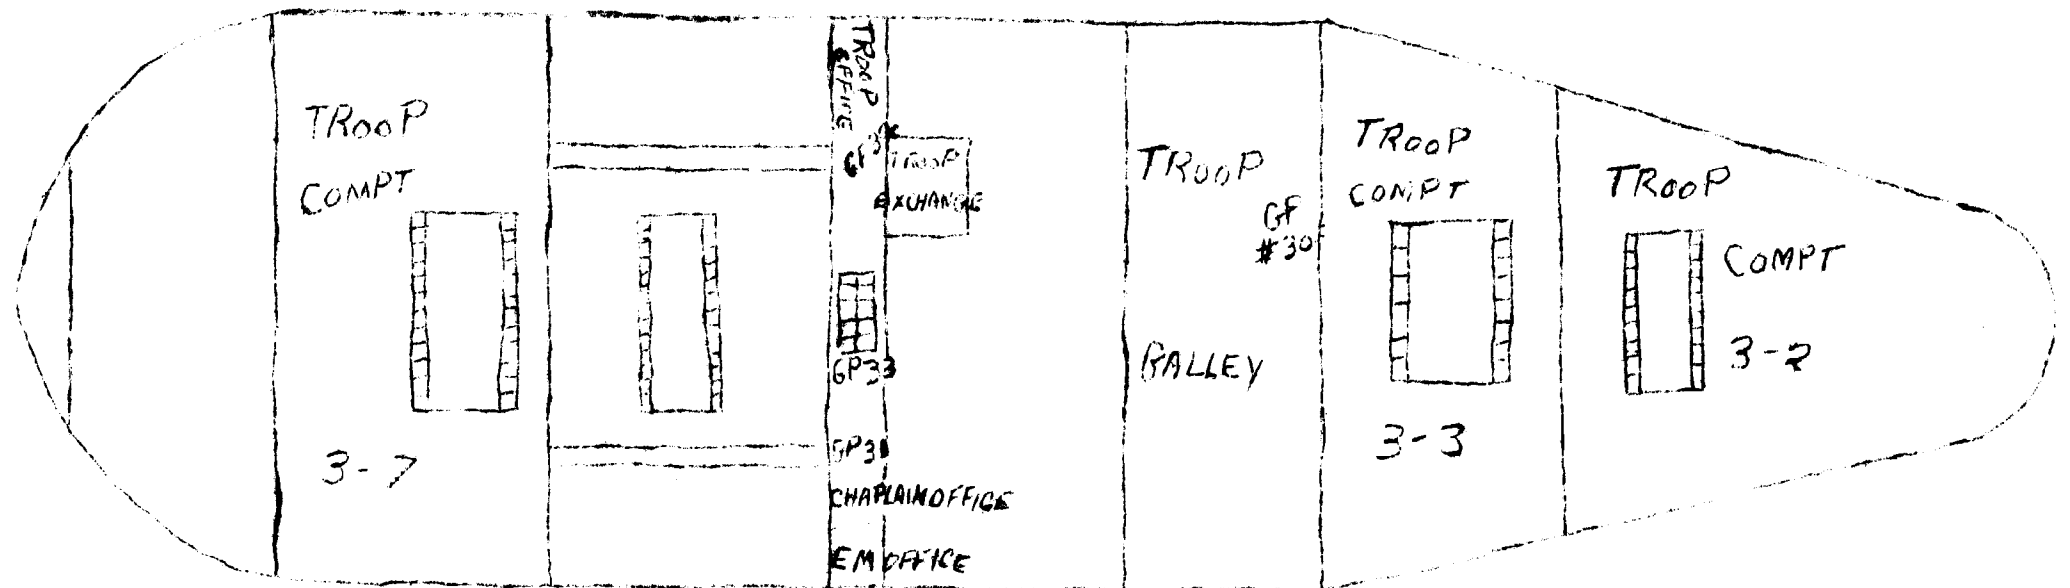 TROOP
COMPT
3-7
TROOP
OFFICE
TROOP
EXCHANGE
GP33
GP31
CHAPLAIN OFFICE
EM OFFICE
TROOP
GALLEY
GF
#30
TROOP
COMPT
3-3
TROOP
COMPT
3-2